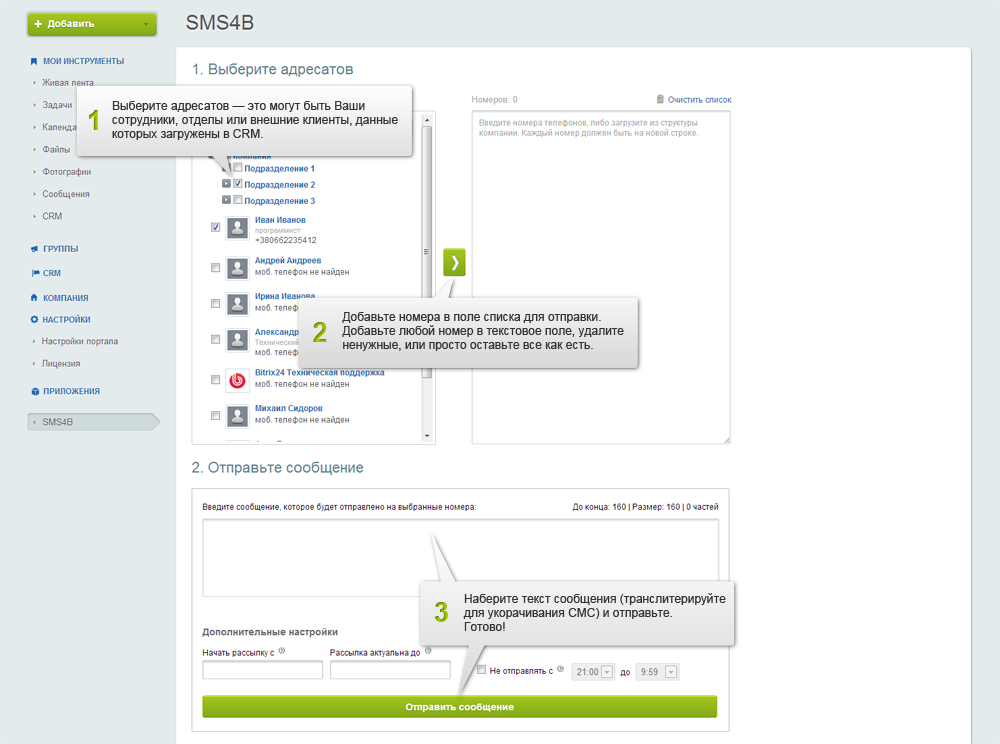 Добавить
SMS4B
МОИ ИНСТРУМЕНТЫ
Живая лента
Задачи
Календа
Файлы
Фотографии
Сообщения
CRM
ГРУППЫ
CRM
КОМПАНИЯ
НАСТРОЙКИ
Настройки портала
Лицензия
ПРИЛОЖЕНИЯ
SMS4B
1. Выберите адресатов
1
Выберите адресатов — это могут быть Ваши
сотрудники, отделы или внешние клиенты, данные
которых загружены в CRM.
Номеров: 0
Очистить список
Введите номера телефонов, либо загрузите из структуры
компании. Каждый номер должен быть на новой строке.
Подразделение 1
Подразделение 2
Подразделение 3
Иван Иванов
программист
+380662235412
Андрей Андреев
моб. телефон не найден
Ирина Иванова
моб. телефо
Александр
Технический
моб. телефо
Bitrix24 Техническая поддержка
моб. телефон не найден
Михаил Сидоров
моб. телефон не найден
2
Добавьте номера в поле списка для отправки.
Добавьте любой номер в текстовое поле, удалите
ненужные, или просто оставьте все как есть.
2. Отправьте сообщение
Введите сообщение, которое будет отправлено на выбранные номера:
До конца: 160 | Размер: 160 | 0 частей
3
Наберите текст сообщения (транслитерируйте
для укорачивания СМС) и отправьте.
Готово!
Дополнительные настройки
Начать рассылку с
Рассылка актуальна до
Не отправлять с
21:00
до
9:59
Отправить сообщение